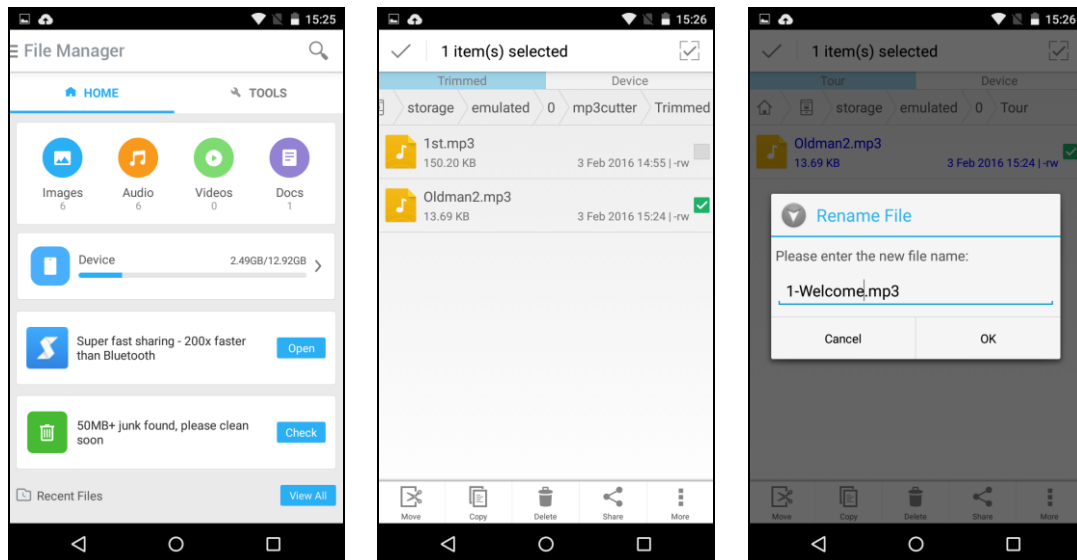 15:25
File Manager
HOME
TOOLS
Images
6
Audio
6
Videos
0
Docs
1
Device
2.49GB/12.92GB
Super fast sharing - 200x faster
than Bluetooth
Open
50MB+ junk found, please clean
soon
Check
Recent Files
View All
15:26
1 item(s) selected
Trimmed
Device
storage
emulated
0
mp3cutter
Trimmed
1st.mp3
150.20 KB
3 Feb 2016 14:55 | -rw
Oldman2.mp3
13.69 KB
3 Feb 2016 15:24 | -rw
Move
Copy
Delete
Share
More
15:26
1 item(s) selected
Tour
Device
storage
emulated
0
Tour
Oldman2.mp3
13.69 KB
3 Feb 2016 15:24 | -rw
Rename File
Please enter the new file name:
1-Welcome.mp3
Cancel
OK
Move
Copy
Delete
Share
More